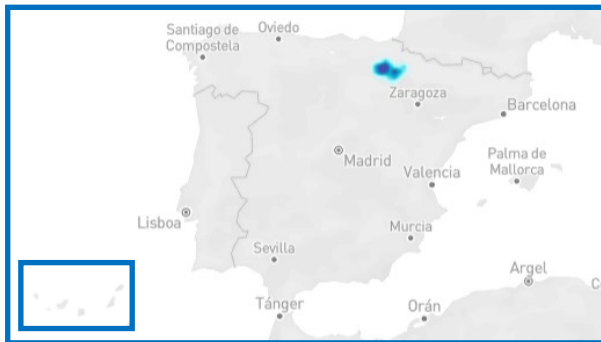 Santiago de
Compostela
Oviedo
Zaragoza
Barcelona
Madrid
Palma de
Mallorca
Valencia
Lisboa
Murcia
Sevilla
Argel
Tánger
Orán
C